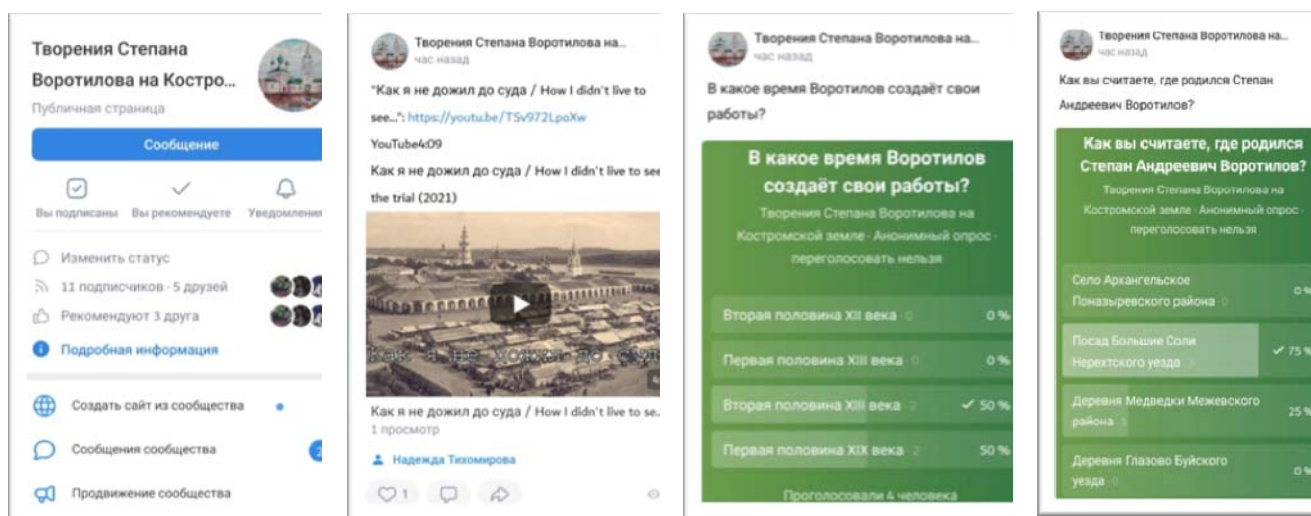 Творения Степана
Воротилова на Костро...
Публичная страница
Сообщение
Вы подписаны
Вы рекомендуете
Уведомления
Изменить статус
11 подписчиков · 5 друзей
Рекомендуют 3 друга
Подробная информация
Создать сайт из сообщества
Сообщения сообщества
2
Продвижение сообщества
Творения Степана Воротилова на...
час назад
"Как я не дожил до суда / How I didn't live to
see...": https://youtu.be/TSv972LpoXw
YouTube4:09
Как я не дожил до суда / How I didn't live to see
the trial (2021)
Как я не дожил до суда
Как я не дожил до суда / How I didn't live to se...
1 просмотр
Надежда Тихомирова
1
Творения Степана Воротилова на...
час назад
В какое время Воротилов создаёт свои
работы?
В какое время Воротилов
создаёт свои работы?
Творения Степана Воротилова на
Костромской земле · Анонимный опрос ·
переголосовать нельзя
Вторая половина XII века · 0 0 %
Первая половина XIII века · 0 0 %
Вторая половина XIII века · 2 50 %
Первая половина XIX века · 2 50 %
Проголосовали 4 человека
Творения Степана Воротилова на...
час назад
Как вы считаете, где родился Степан
Андреевич Воротилов?
Как вы считаете, где родился
Степан Андреевич Воротилов?
Творения Степана Воротилова на
Костромской земле · Анонимный опрос ·
переголосовать нельзя
Село Архангельское
Поназыревского района · 0 0 %
Посад Большие Соли
Нерехтского уезда · 3 75 %
Деревня Медведки Межевского
района · 1 25 %
Деревня Глазово Буйского
уезда · 0 0 %